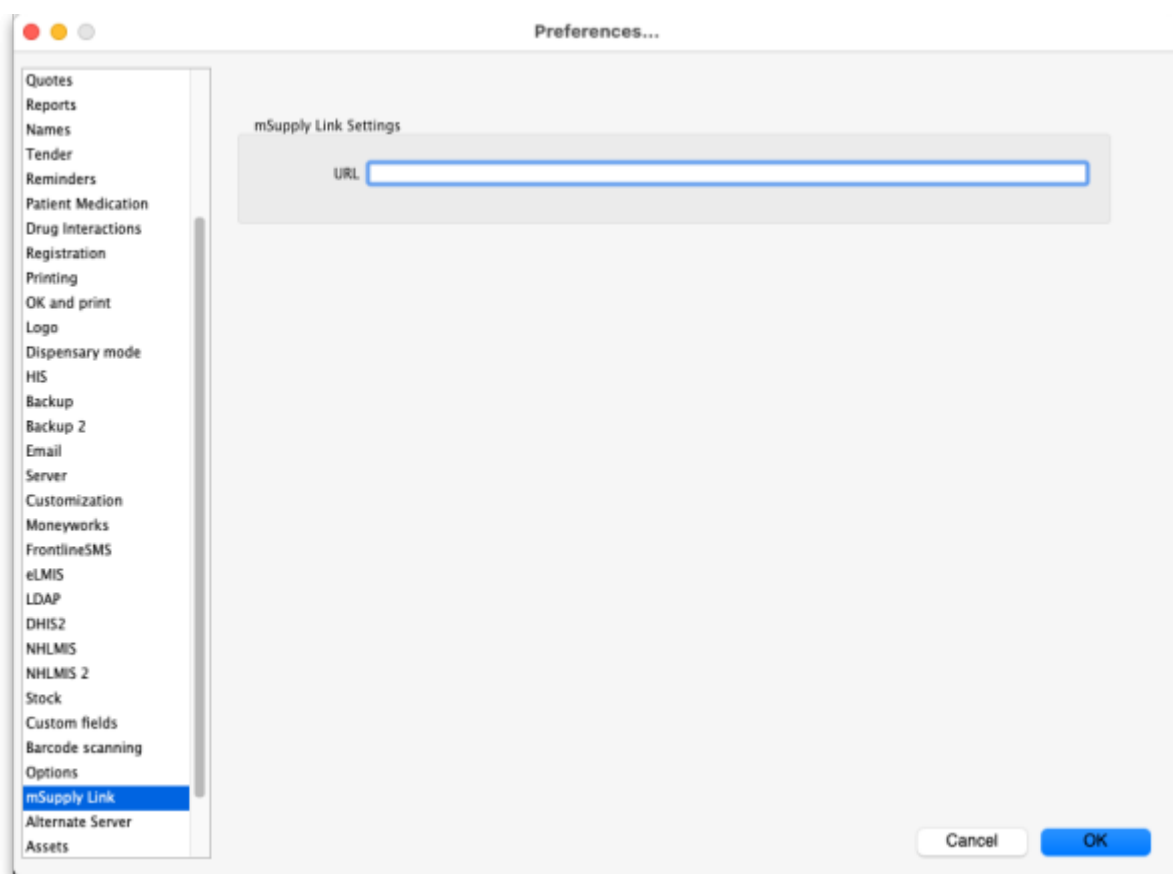 Preferences...
Quotes
Reports
Names
Tender
Reminders
Patient Medication
Drug Interactions
Registration
Printing
OK and print
Logo
Dispensary mode
HIS
Backup
Backup 2
Email
Server
Customization
Moneyworks
FrontlineSMS
eLMIS
LDAP
DHIS2
NHLMIS
NHLMIS 2
Stock
Custom fields
Barcode scanning
Options
mSupply Link
Alternate Server
Assets
mSupply Link Settings
URL
Cancel
OK